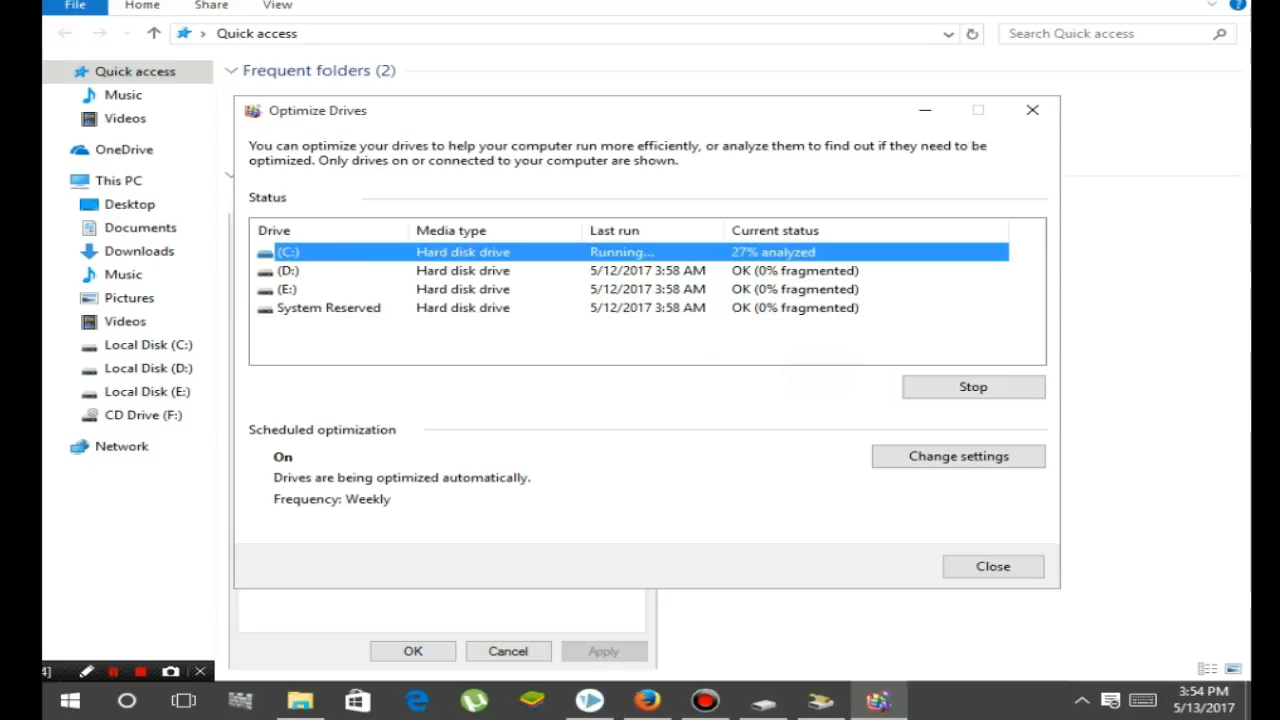 File Home Share View
Quick access
Search Quick access
Quick access
Music
Videos
OneDrive
This PC
Desktop
Documents
Downloads
Music
Pictures
Videos
Local Disk (C:)
Local Disk (D:)
Local Disk (E:)
CD Drive (F:)
Network
Frequent folders (2)
Optimize Drives
You can optimize your drives to help your computer run more efficiently, or analyze them to find out if they need to be
optimized. Only drives on or connected to your computer are shown.
Status
Drive Media type Last run Current status
(C:) Hard disk drive Running... 27% analyzed
(D:) Hard disk drive 5/12/2017 3:58 AM OK (0% fragmented)
(E:) Hard disk drive 5/12/2017 3:58 AM OK (0% fragmented)
System Reserved Hard disk drive 5/12/2017 3:58 AM OK (0% fragmented)
Stop
Scheduled optimization
On
Drives are being optimized automatically.
Frequency: Weekly
Change settings
Close
OK Cancel Apply
4]
3:54 PM
5/13/2017